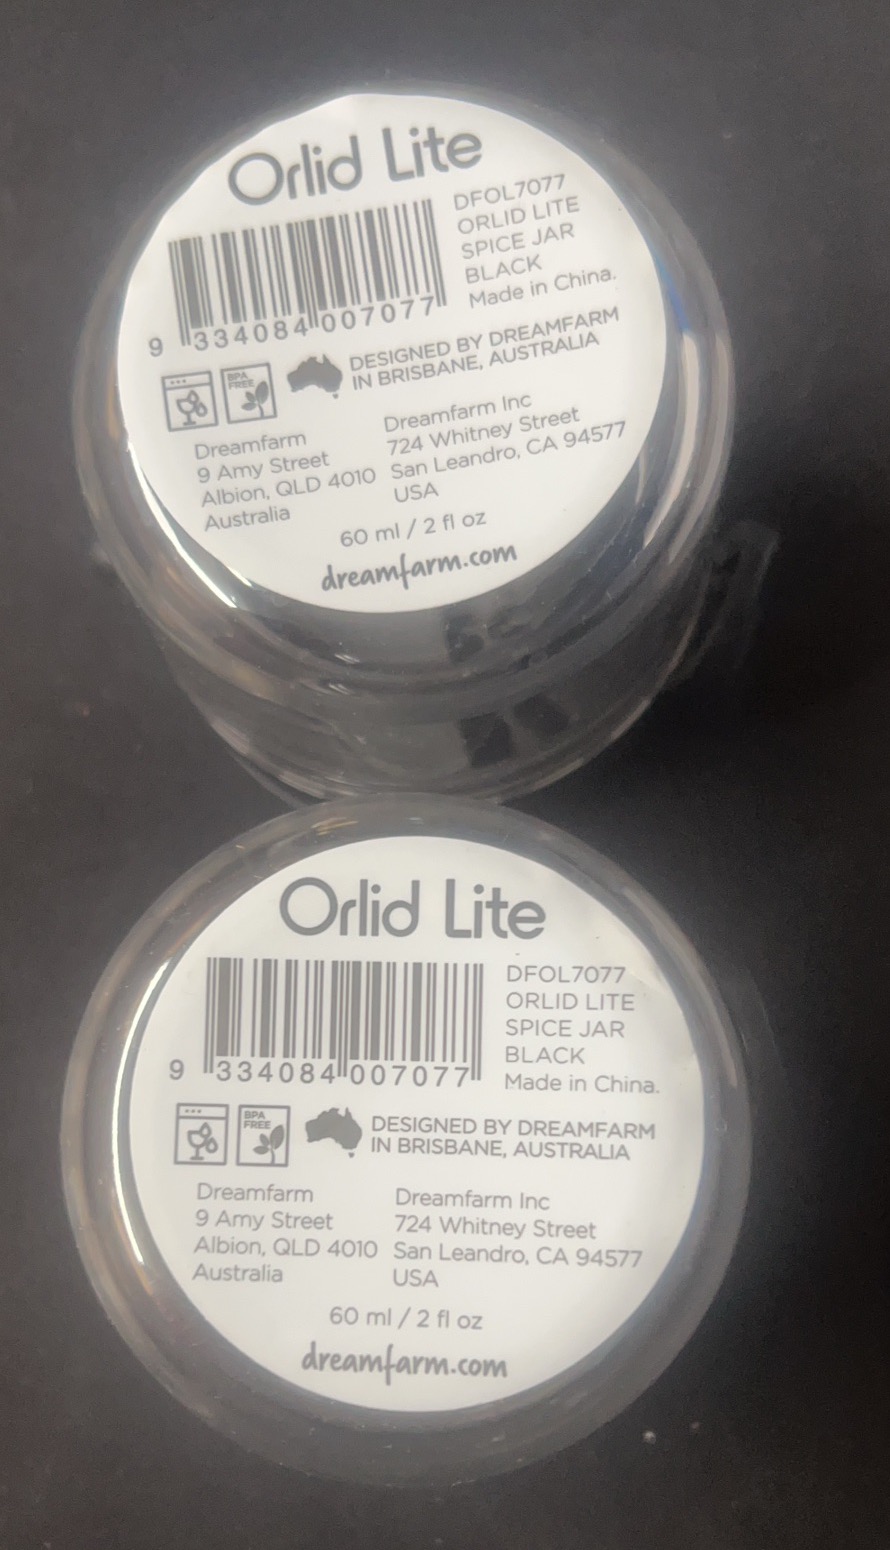 Orlid Lite
DFOL7077
ORLID LITE
SPICE JAR
BLACK
Made in China.
9 334084 007077
BPA
FREE
DESIGNED BY DREAMFARM
IN BRISBANE, AUSTRALIA
Dreamfarm
9 Amy Street
Albion, QLD 4010
Australia
Dreamfarm Inc
724 Whitney Street
San Leandro, CA 94577
USA
60 ml / 2 fl oz
dreamfarm.com
Orlid Lite
DFOL7077
ORLID LITE
SPICE JAR
BLACK
Made in China.
9 334084 007077
BPA
FREE
DESIGNED BY DREAMFARM
IN BRISBANE, AUSTRALIA
Dreamfarm
9 Amy Street
Albion, QLD 4010
Australia
Dreamfarm Inc
724 Whitney Street
San Leandro, CA 94577
USA
60 ml / 2 fl oz
dreamfarm.com